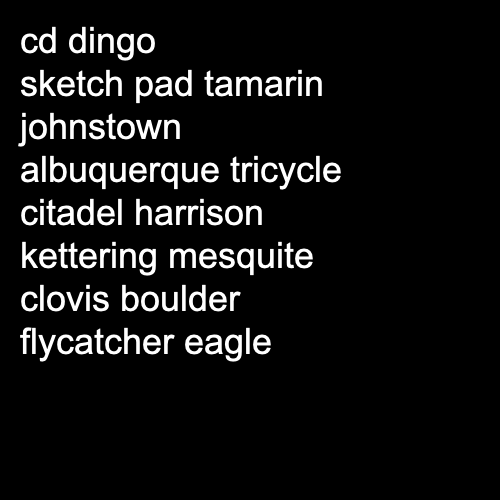 cd dingo
sketch pad tamarin
johnstown
albuquerque tricycle
citadel harrison
kettering mesquite
clovis boulder
flycatcher eagle